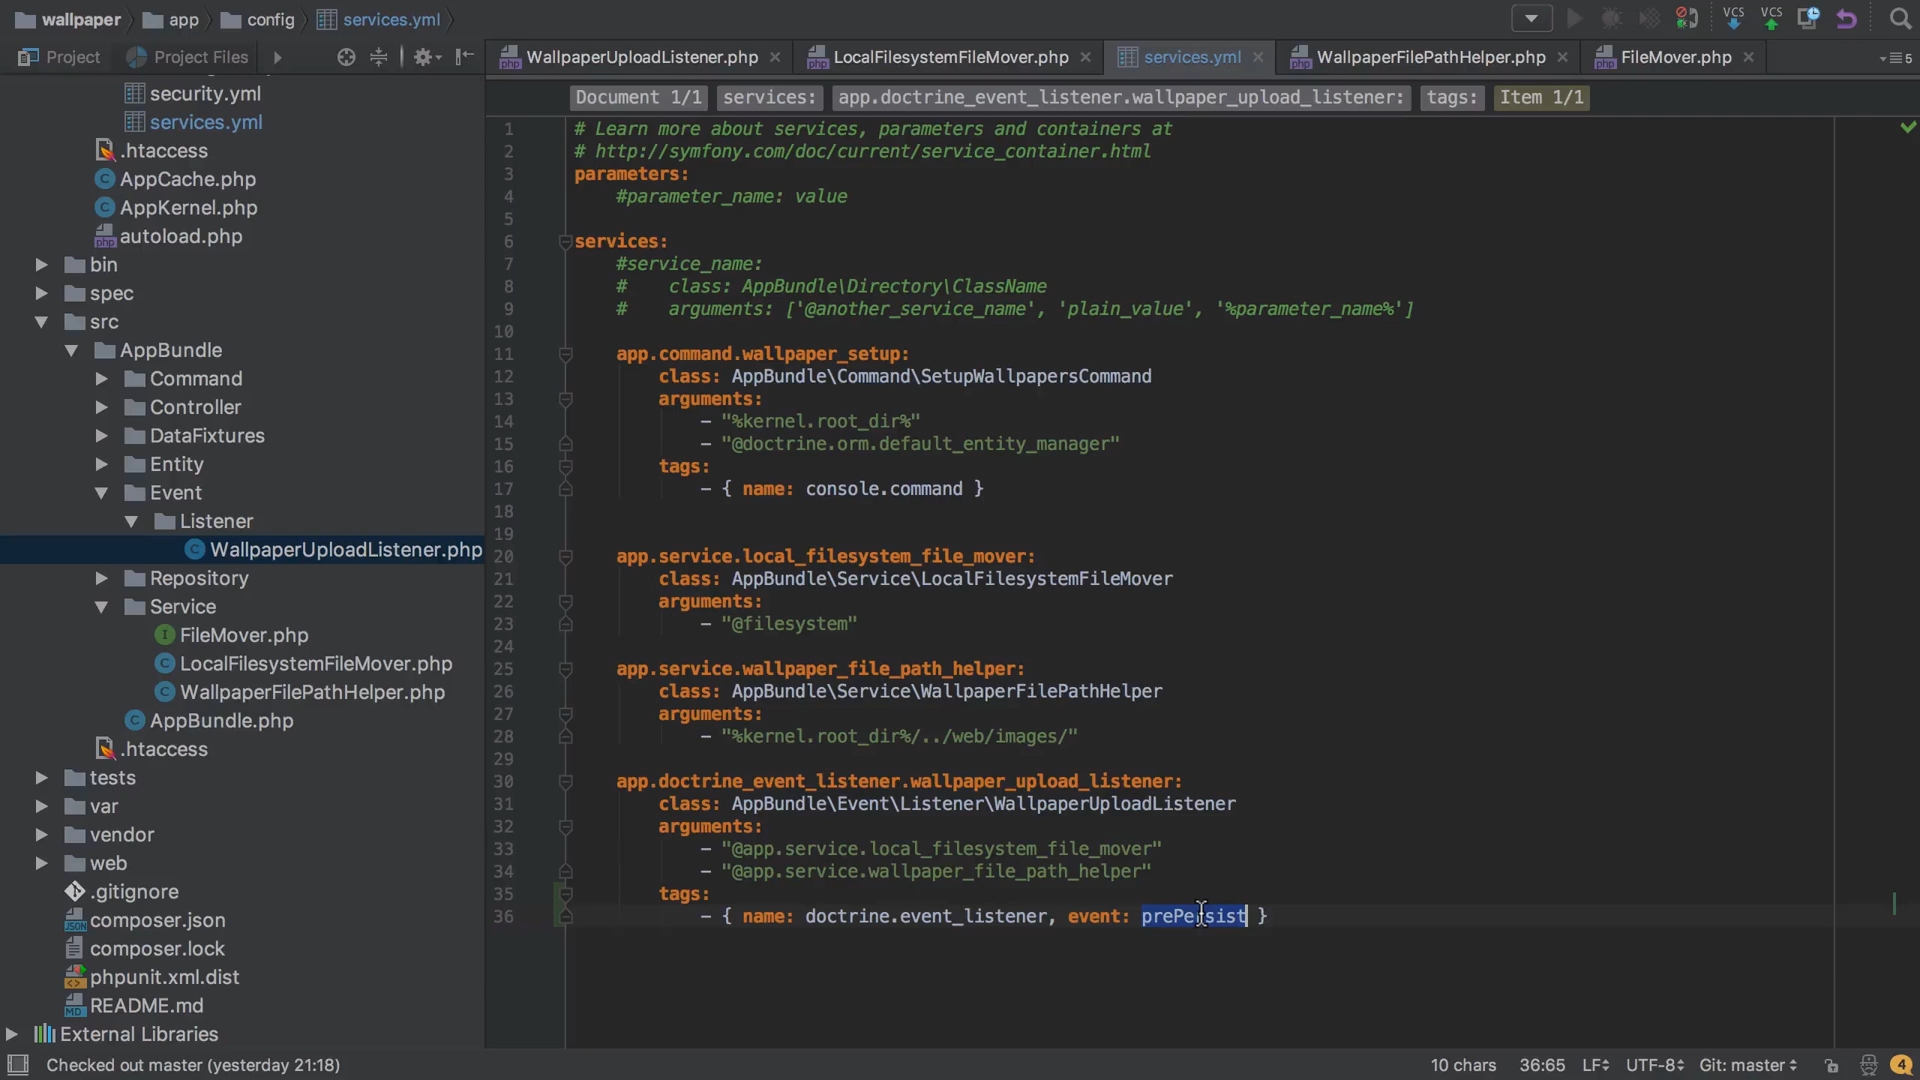 wallpaper app config services.yml
Project Project Files
WallpaperUploadListener.php LocalFilesystemFileMover.php services.yml WallpaperFilePathHelper.php FileMover.php 5
VCS VCS
Document 1/1 services: app.doctrine_event_listener.wallpaper_upload_listener: tags: Item 1/1
security.yml
services.yml
.htaccess
AppCache.php
AppKernel.php
autoload.php
bin
spec
src
AppBundle
Command
Controller
DataFixtures
Entity
Event
Listener
WallpaperUploadListener.php
Repository
Service
FileMover.php
LocalFilesystemFileMover.php
WallpaperFilePathHelper.php
AppBundle.php
.htaccess
tests
var
vendor
web
.gitignore
composer.json
composer.lock
phpunit.xml.dist
README.md
External Libraries
1 # Learn more about services, parameters and containers at
2 # http://symfony.com/doc/current/service_container.html
3 parameters:
4 #parameter_name: value
5
6 services:
7 #service_name:
8 # class: AppBundle\Directory\ClassName
9 # arguments: ['@another_service_name', 'plain_value', '%parameter_name%']
10
11 app.command.wallpaper_setup:
12 class: AppBundle\Command\SetupWallpapersCommand
13 arguments:
14 - "%kernel.root_dir%"
15 - "@doctrine.orm.default_entity_manager"
16 tags:
17 - { name: console.command }
18
19
20 app.service.local_filesystem_file_mover:
21 class: AppBundle\Service\LocalFilesystemFileMover
22 arguments:
23 - "@filesystem"
24
25 app.service.wallpaper_file_path_helper:
26 class: AppBundle\Service\WallpaperFilePathHelper
27 arguments:
28 - "%kernel.root_dir%/../web/images/"
29
30 app.doctrine_event_listener.wallpaper_upload_listener:
31 class: AppBundle\Event\Listener\WallpaperUploadListener
32 arguments:
33 - "@app.service.local_filesystem_file_mover"
34 - "@app.service.wallpaper_file_path_helper"
35 tags:
36 - { name: doctrine.event_listener, event: prePersist }
Checked out master (yesterday 21:18) 10 chars 36:65 LF UTF-8 Git: master 4